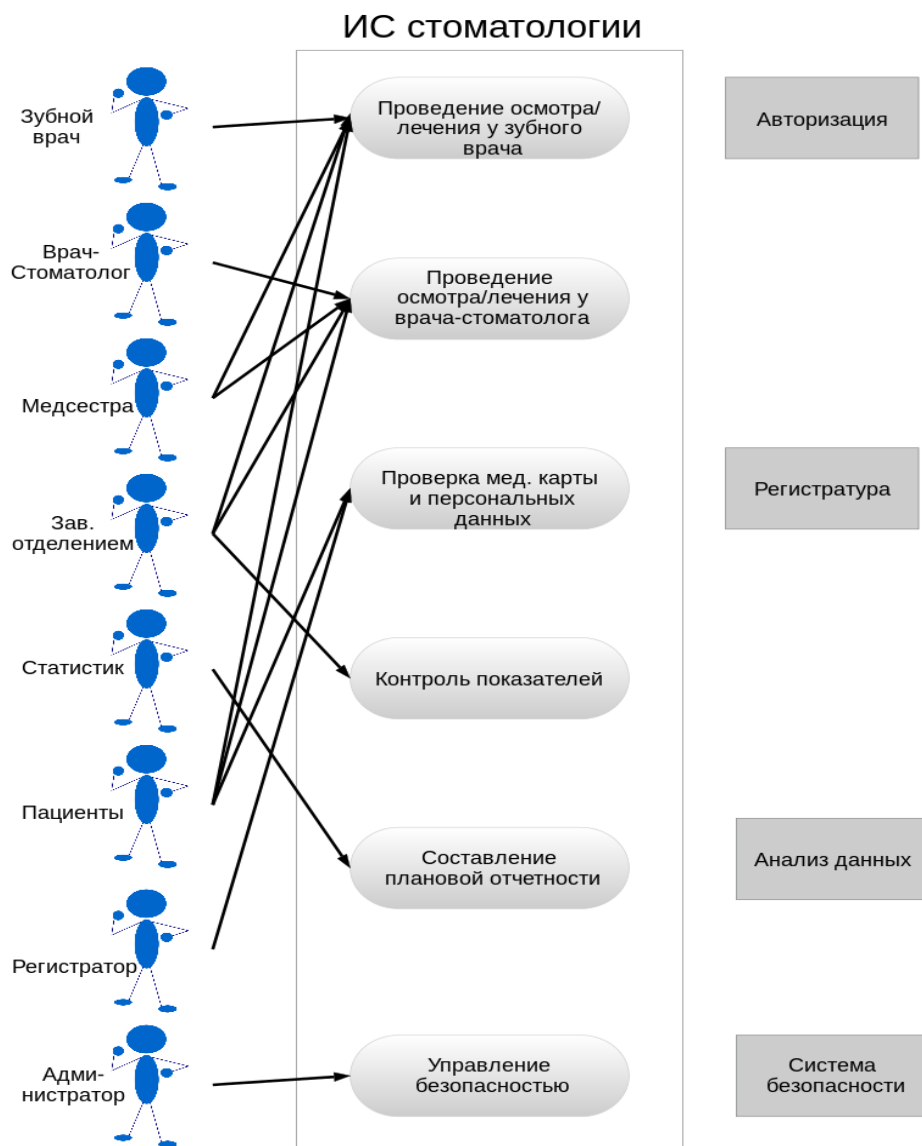 ИС стоматологии
Зубной
врач
Проведение осмотра/
лечения у зубного
врача
Авторизация
Врач-
Стоматолог
Проведение
осмотра/лечения у
врача-стоматолога
Медсестра
Проверка мед. карты
и персональных
данных
Регистратура
Зав.
отделением
Статистик
Контроль показателей
Пациенты
Составление
плановой отчетности
Анализ данных
Регистратор
Адми-
нистратор
Управление
безопасностью
Система
безопасности